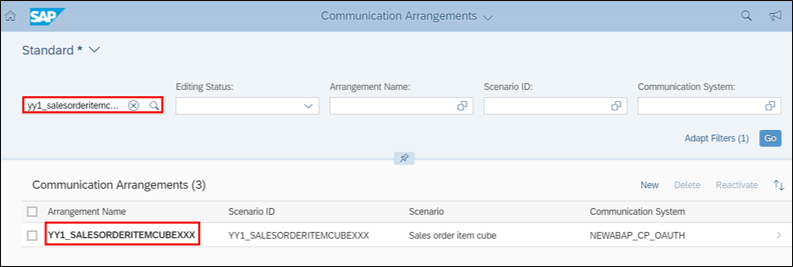 SAP
Communication Arrangements
Standard *
Editing Status:
Arrangement Name:
Scenario ID:
Communication System:
yy1_salesorderitemc...
Adapt Filters (1)
Go
Communication Arrangements (3)
New
Delete
Reactivate
Arrangement Name
Scenario ID
Scenario
Communication System
YY1_SALESORDERITEMCUBEXXX
YY1_SALESORDERITEMCUBEXXX
Sales order item cube
NEWABAP_CP_OAUTH